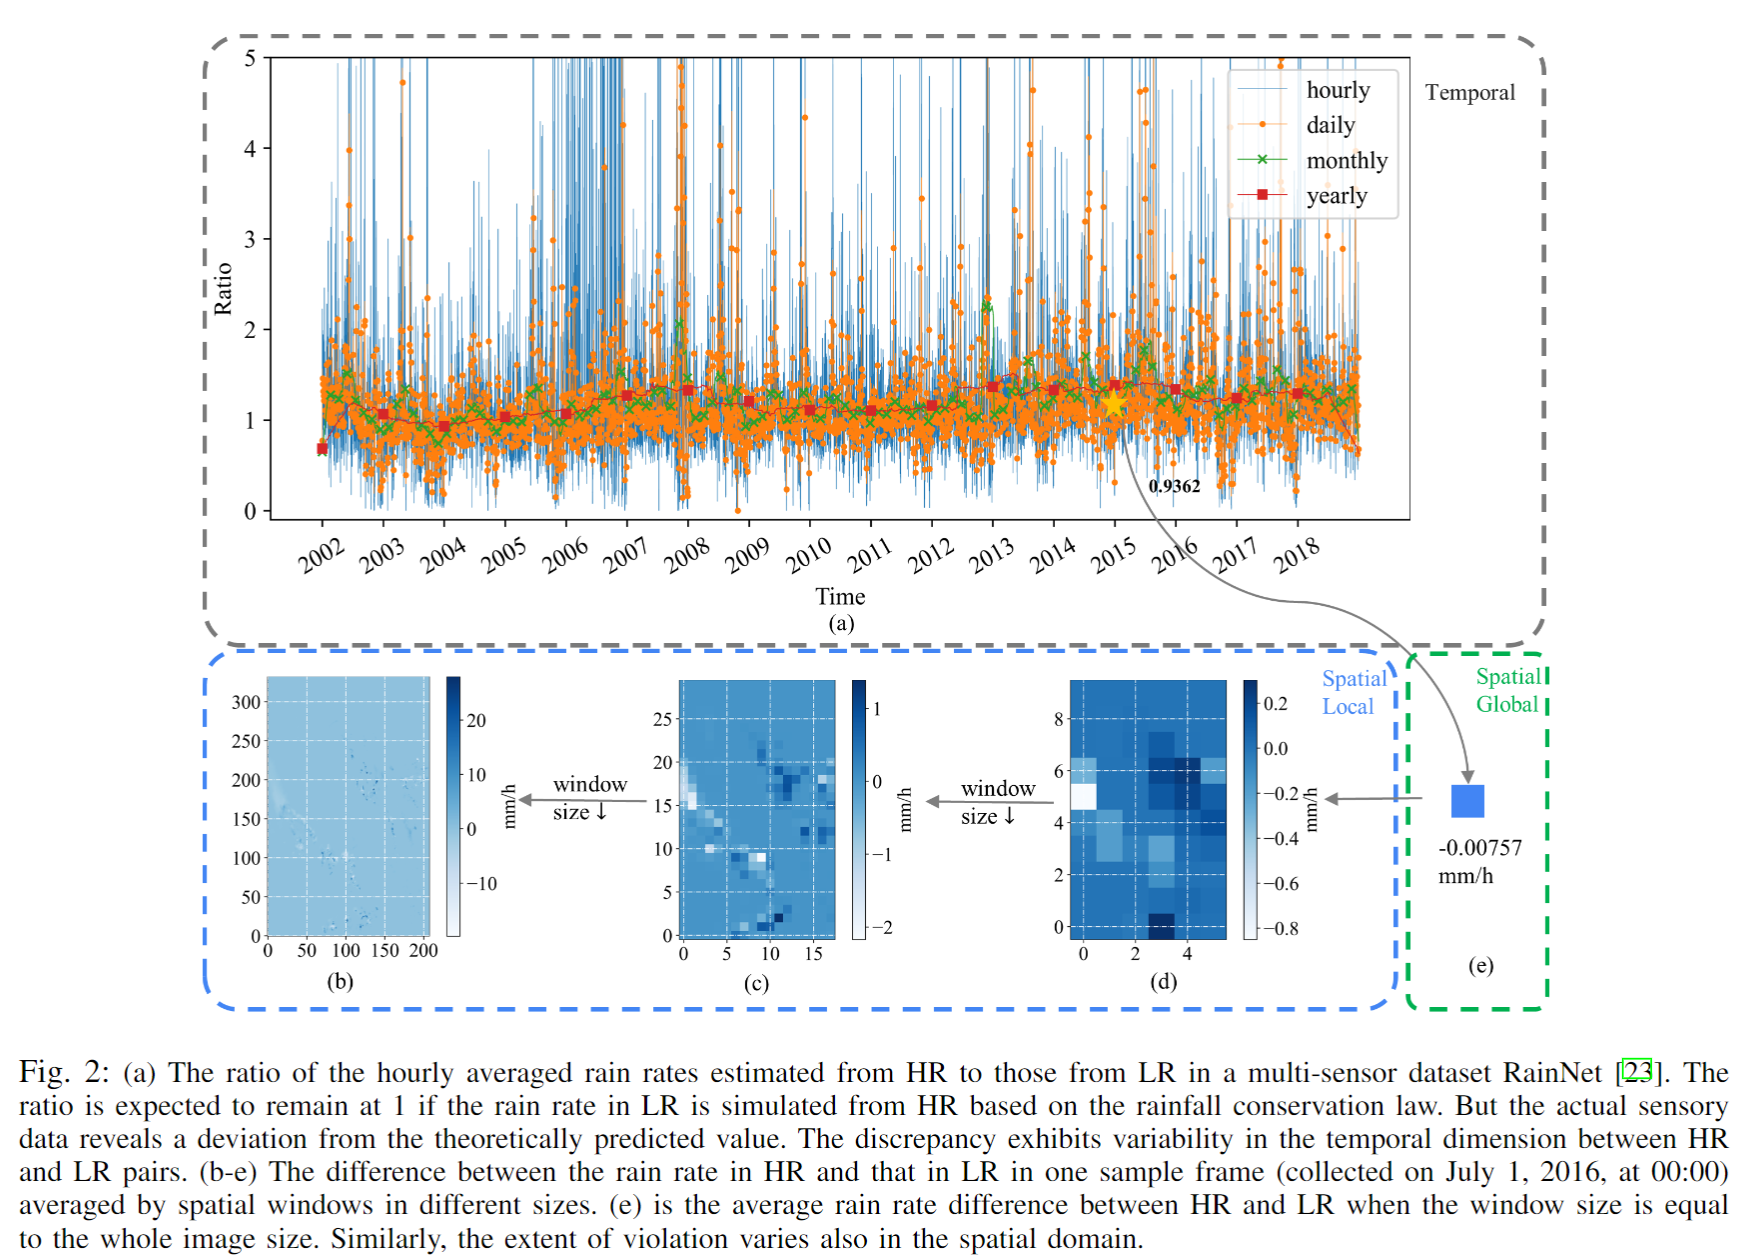 5
4
3
2
1
0
Ratio
hourly
daily
monthly
yearly
Temporal
0.9362
2002 2003 2004 2005 2006 2007 2008 2009 2010 2011 2012 2013 2014 2015 2016 2017 2018
Time
(a)
Spatial
Local
Spatial
Global
300
250
200
150
100
50
0
0 50 100 150 200
20
10
0
−10
mm/h
(b)
window
size ↓
25
20
15
10
5
0
0 5 10 15
1
0
−1
−2
mm/h
(c)
window
size ↓
8
6
4
2
0
0 2 4
0.2
0.0
−0.2
−0.4
−0.6
−0.8
mm/h
(d)
-0.00757
mm/h
(e)
Fig. 2: (a) The ratio of the hourly averaged rain rates estimated from HR to those from LR in a multi-sensor dataset RainNet [23]. The
ratio is expected to remain at 1 if the rain rate in LR is simulated from HR based on the rainfall conservation law. But the actual sensory
data reveals a deviation from the theoretically predicted value. The discrepancy exhibits variability in the temporal dimension between HR
and LR pairs. (b-e) The difference between the rain rate in HR and that in LR in one sample frame (collected on July 1, 2016, at 00:00)
averaged by spatial windows in different sizes. (e) is the average rain rate difference between HR and LR when the window size is equal
to the whole image size. Similarly, the extent of violation varies also in the spatial domain.